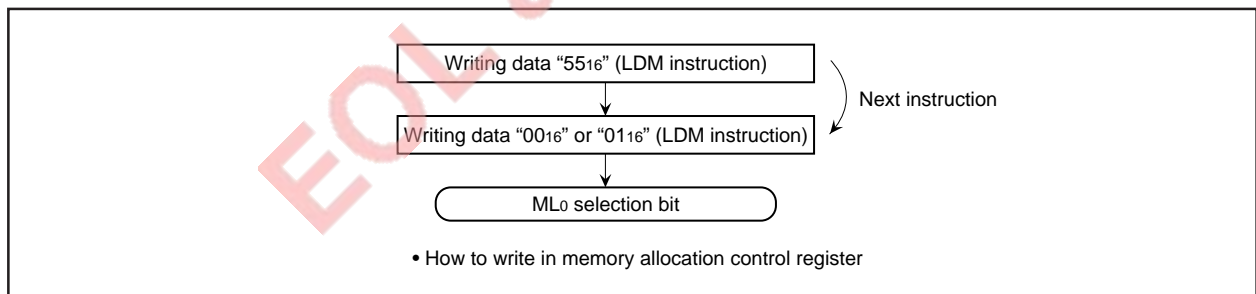 Writing data “5516” (LDM instruction)
Next instruction
Writing data “0016” or “0116” (LDM instruction)
ML0 selection bit
• How to write in memory allocation control register
EOL